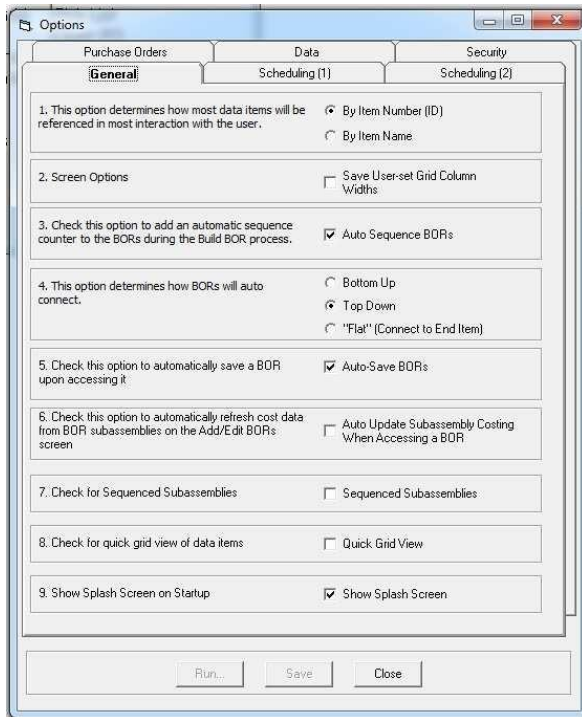 Options
Purchase Orders
Data
Security
General
Scheduling (1)
Scheduling (2)
1. This option determines how most data items will be
referenced in most interaction with the user.
By Item Number (ID)
By Item Name
2. Screen Options
Save User-set Grid Column
Widths
3. Check this option to add an automatic sequence
counter to the BORs during the Build BOR process.
Auto Sequence BORs
4. This option determines how BORs will auto
connect.
Bottom Up
Top Down
"Flat" (Connect to End Item)
5. Check this option to automatically save a BOR
upon accessing it
Auto-Save BORs
6. Check this option to automatically refresh cost data
from BOR subassemblies on the Add/Edit BORs
screen
Auto Update Subassembly Costing
When Accessing a BOR
7. Check for Sequenced Subassemblies
Sequenced Subassemblies
8. Check for quick grid view of data items
Quick Grid View
9. Show Splash Screen on Startup
Show Splash Screen
Run...
Save
Close